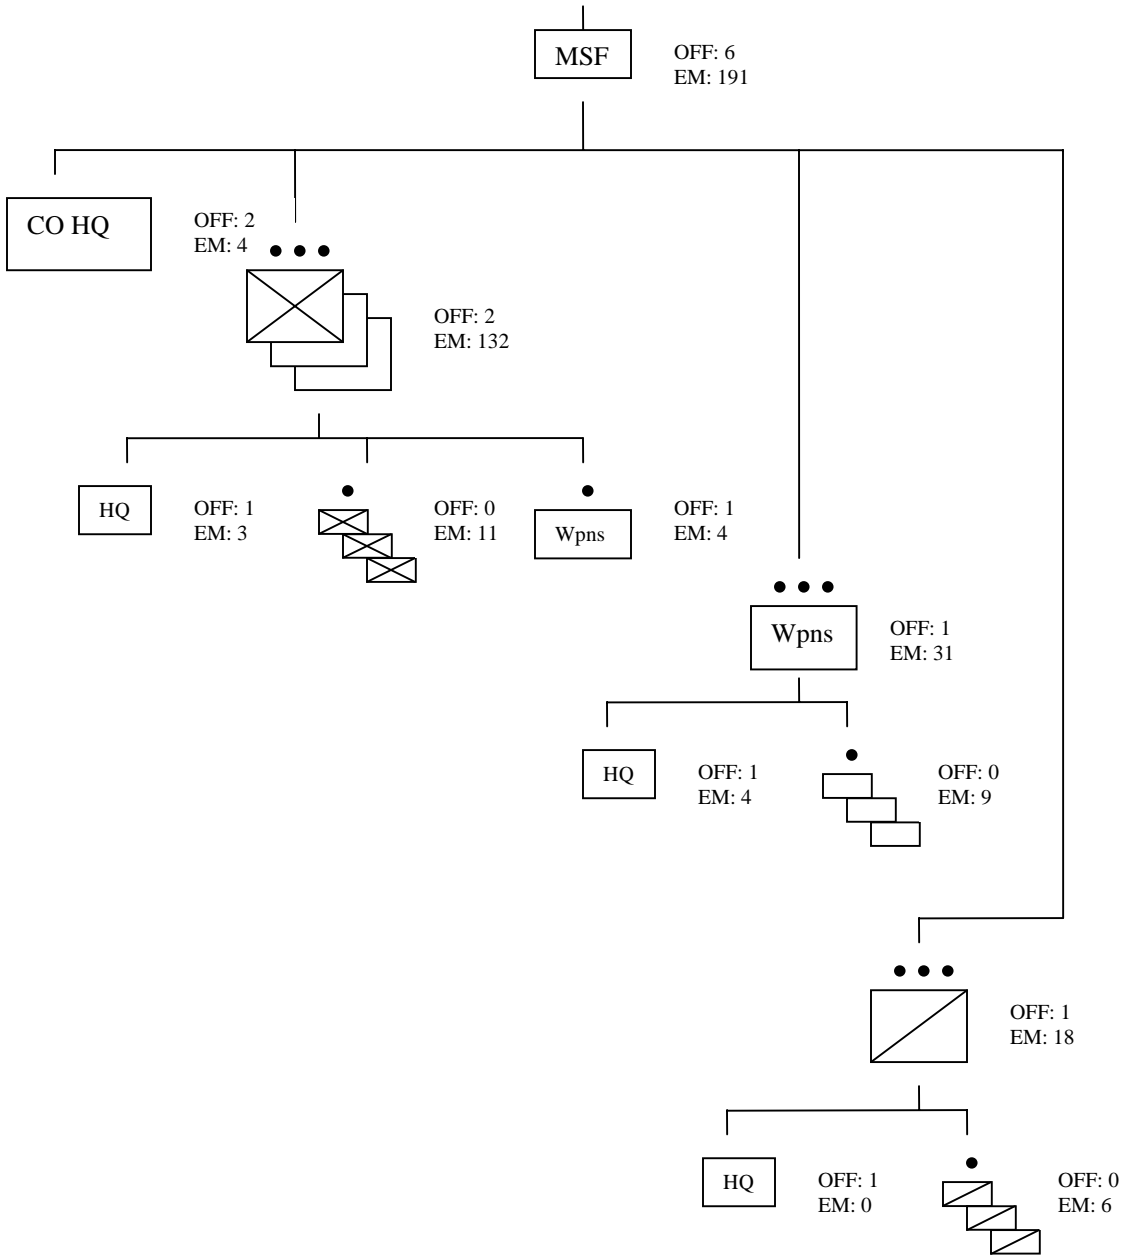 MSF
OFF: 6
EM: 191
CO HQ
OFF: 2
EM: 4
OFF: 2
EM: 132
HQ
OFF: 1
EM: 3
OFF: 0
EM: 11
Wpns
OFF: 1
EM: 4
Wpns
OFF: 1
EM: 31
HQ
OFF: 1
EM: 4
OFF: 0
EM: 9
OFF: 1
EM: 18
HQ
OFF: 1
EM: 0
OFF: 0
EM: 6